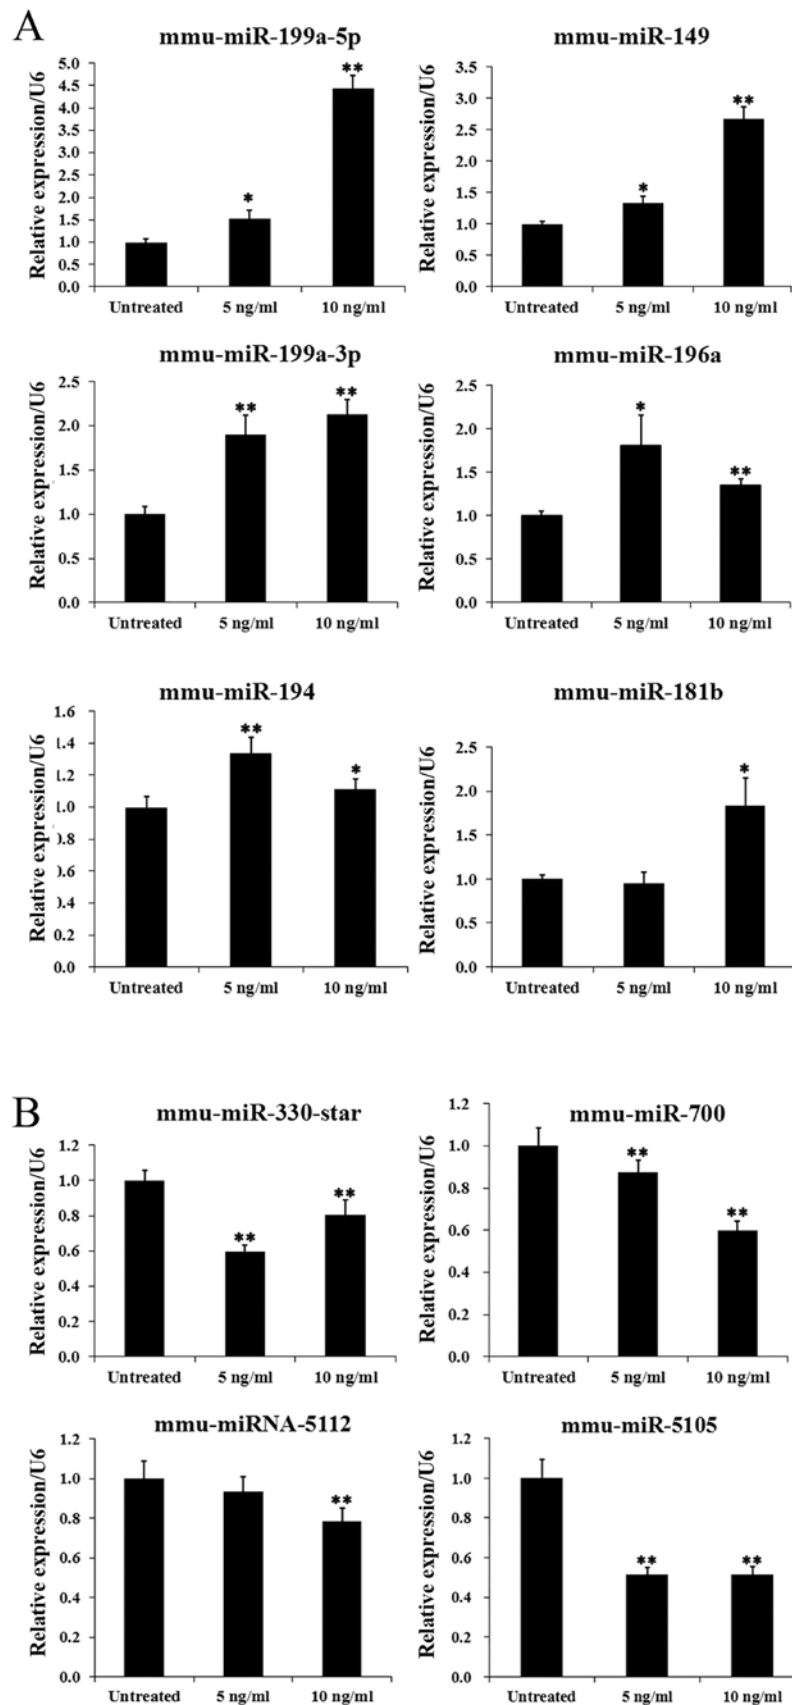 A
mmu-miR-199a-5p
Relative expression/U6
5.0
4.5
4.0
3.5
3.0
2.5
2.0
1.5
1.0
0.5
0.0
**
*
Untreated 5 ng/ml 10 ng/ml
mmu-miR-149
Relative expression/U6
3.5
3.0
2.5
2.0
1.5
1.0
0.5
0.0
**
*
Untreated 5 ng/ml 10 ng/ml
mmu-miR-199a-3p
Relative expression/U6
2.5
2.0
1.5
1.0
0.5
0.0
** **
Untreated 5 ng/ml 10 ng/ml
mmu-miR-196a
Relative expression/U6
2.5
2.0
1.5
1.0
0.5
0.0
*
**
Untreated 5 ng/ml 10 ng/ml
mmu-miR-194
Relative expression/U6
1.6
1.4
1.2
1.0
0.8
0.6
0.4
0.2
0.0
**
*
Untreated 5 ng/ml 10 ng/ml
mmu-miR-181b
Relative expression/U6
2.5
2.0
1.5
1.0
0.5
0.0
*
Untreated 5 ng/ml 10 ng/ml
B
mmu-miR-330-star
Relative expression/U6
1.2
1.0
0.8
0.6
0.4
0.2
0.0
**
**
Untreated 5 ng/ml 10 ng/ml
mmu-miR-700
Relative expression/U6
1.2
1.0
0.8
0.6
0.4
0.2
0.0
**
**
Untreated 5 ng/ml 10 ng/ml
mmu-miRNA-5112
Relative expression/U6
1.2
1.0
0.8
0.6
0.4
0.2
0.0
**
Untreated 5 ng/ml 10 ng/ml
mmu-miR-5105
Relative expression/U6
1.2
1.0
0.8
0.6
0.4
0.2
0.0
** **
Untreated 5 ng/ml 10 ng/ml